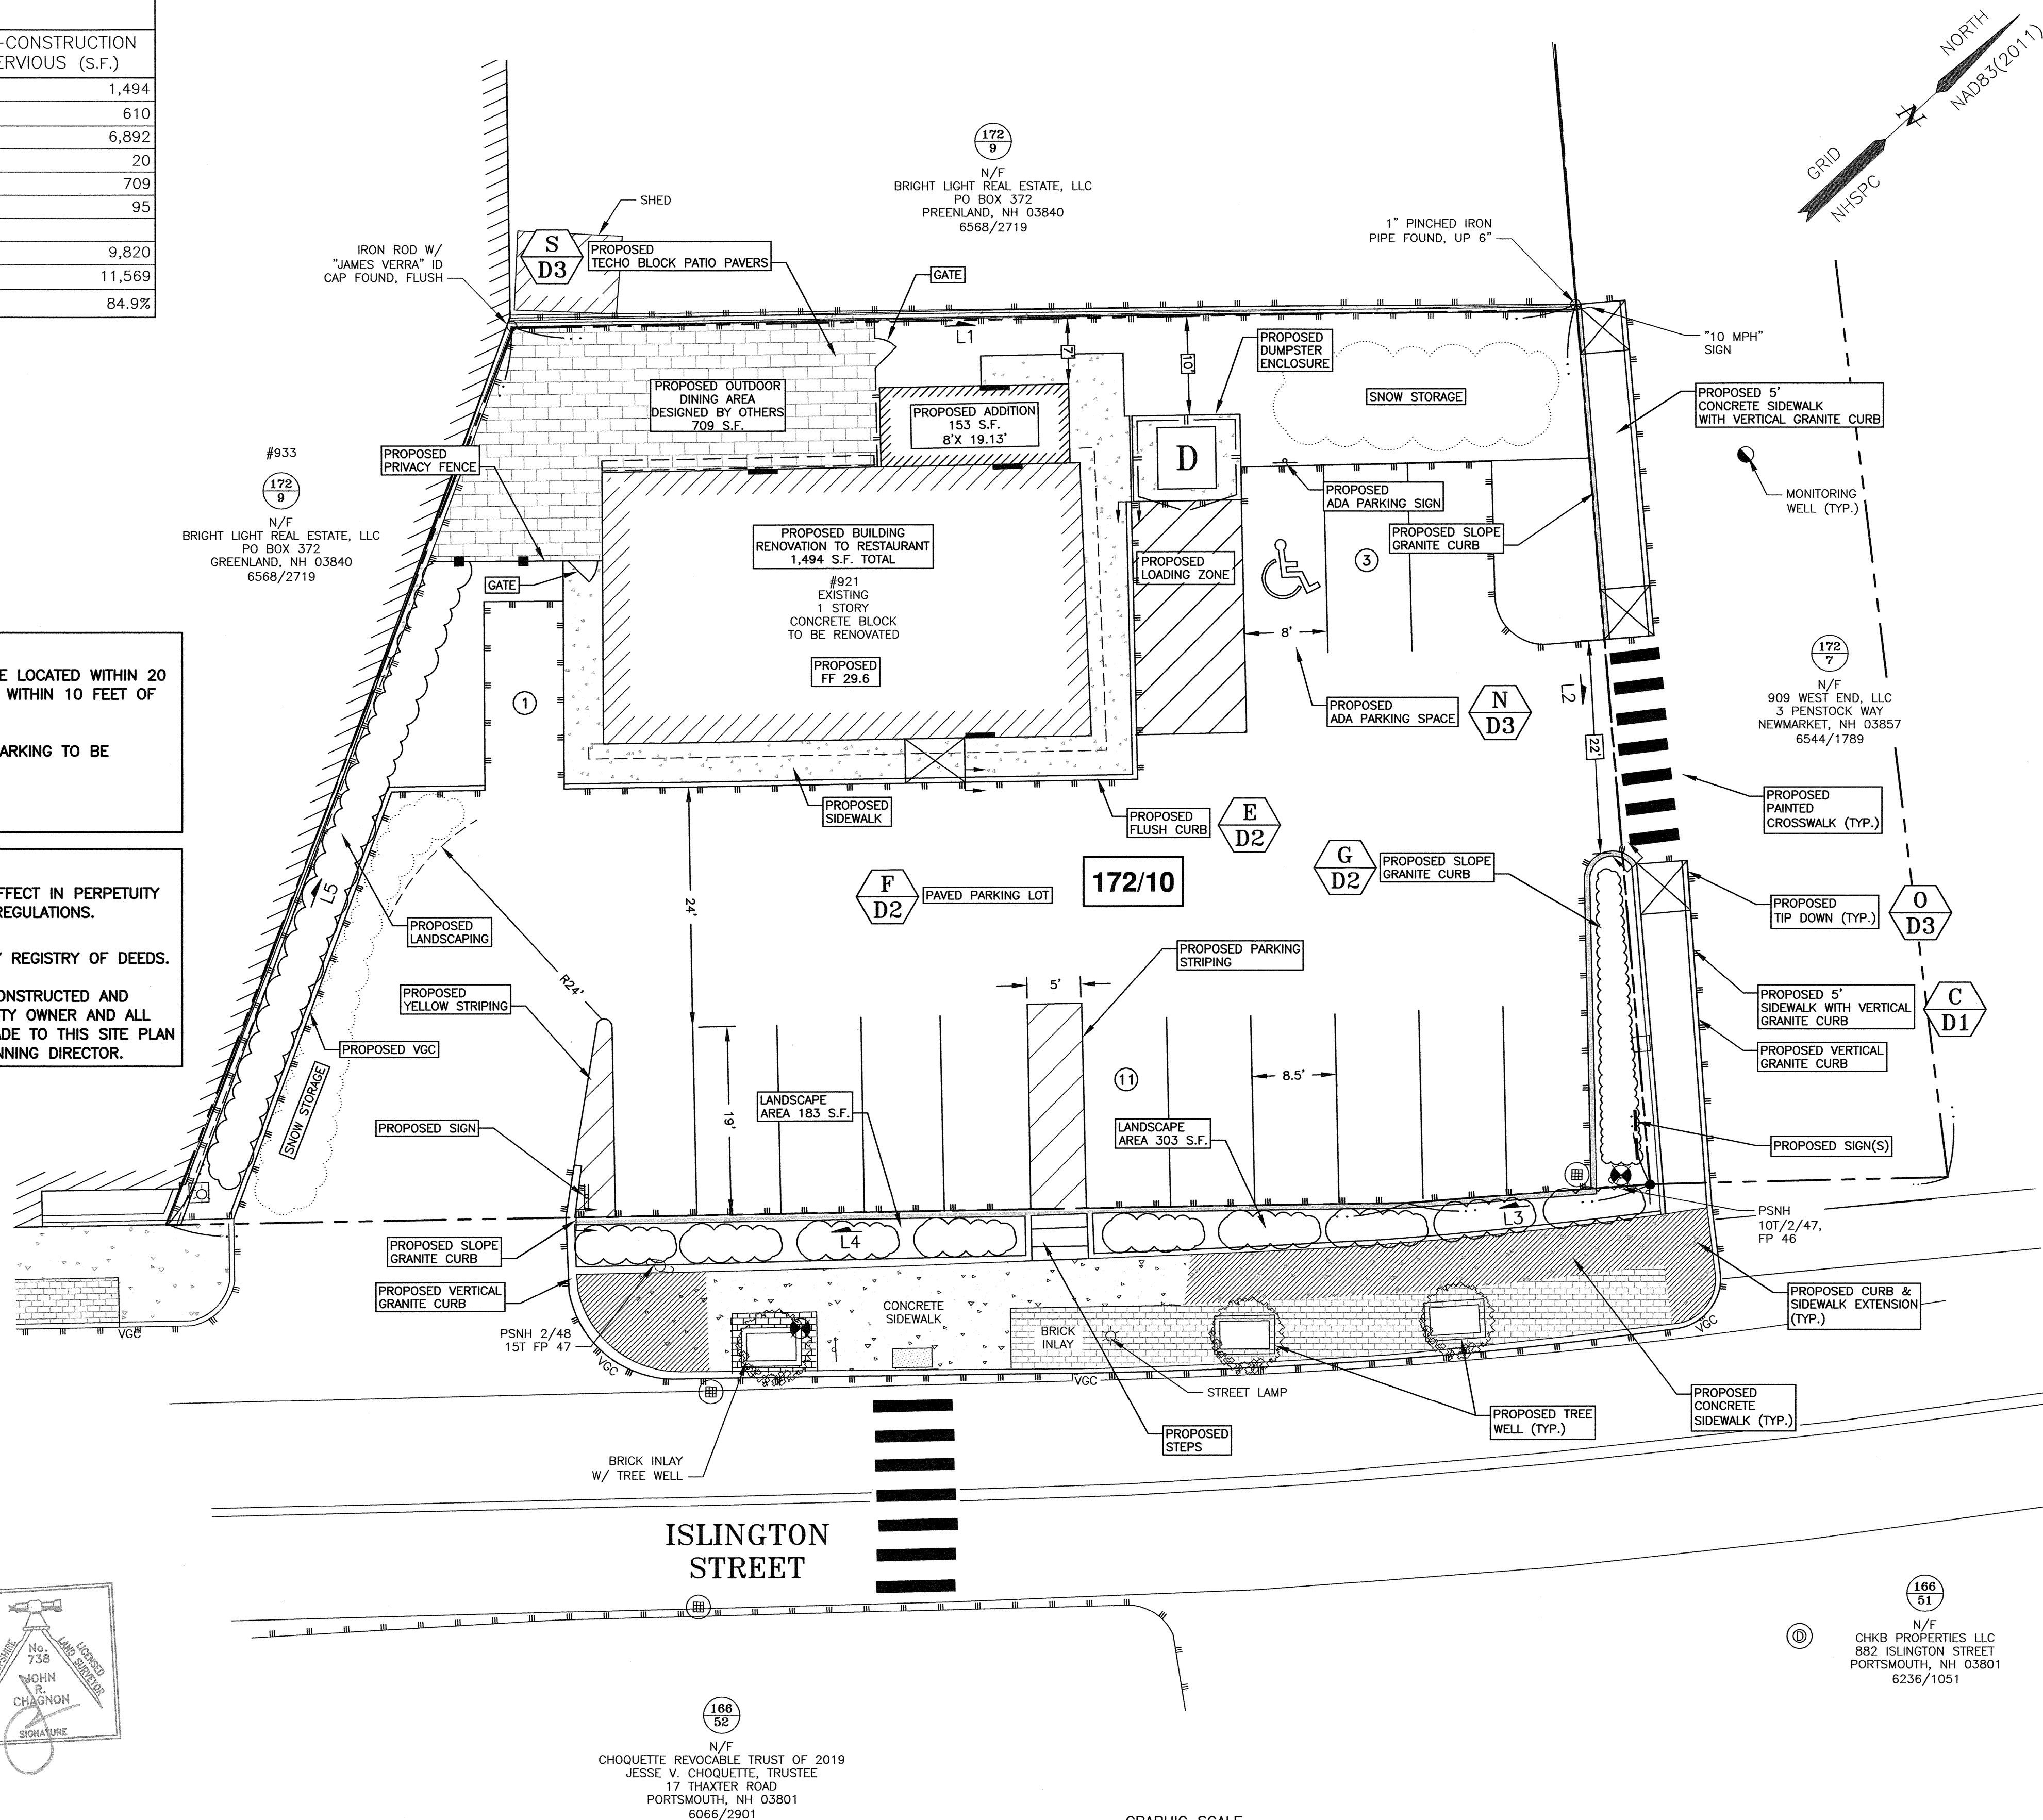 -CONSTRUCTION
ERVIOUS (S.F.)
1,494
610
6,892
20
709
95
9,820
11,569
84.9%
NORTH
NAD83(2011)
N
GRID
NHSPC
172
9
N/F
BRIGHT LIGHT REAL ESTATE, LLC
PO BOX 372
PREENLAND, NH 03840
6568/2719
SHED
S
D3
PROPOSED
TECHO BLOCK PATIO PAVERS
IRON ROD W/
"JAMES VERRA" ID
CAP FOUND, FLUSH
GATE
1" PINCHED IRON
PIPE FOUND, UP 6"
"10 MPH"
SIGN
L1
7'
10'
PROPOSED
DUMPSTER
ENCLOSURE
SNOW STORAGE
PROPOSED 5'
CONCRETE SIDEWALK
WITH VERTICAL GRANITE CURB
PROPOSED OUTDOOR
DINING AREA
DESIGNED BY OTHERS
709 S.F.
PROPOSED ADDITION
153 S.F.
8'X 19.13'
D
#933
172
9
N/F
BRIGHT LIGHT REAL ESTATE, LLC
PO BOX 372
GREENLAND, NH 03840
6568/2719
PROPOSED
PRIVACY FENCE
PROPOSED
ADA PARKING SIGN
MONITORING
WELL (TYP.)
PROPOSED BUILDING
RENOVATION TO RESTAURANT
1,494 S.F. TOTAL
#921
EXISTING
1 STORY
CONCRETE BLOCK
TO BE RENOVATED
PROPOSED
FF 29.6
PROPOSED SLOPE
GRANITE CURB
3
PROPOSED
LOADING ZONE
GATE
8'
1
PROPOSED
ADA PARKING SPACE
N
D3
L2
22'
172
7
N/F
909 WEST END, LLC
3 PENSTOCK WAY
NEWMARKET, NH 03857
6544/1789
E LOCATED WITHIN 20
WITHIN 10 FEET OF
ARKING TO BE
PROPOSED
SIDEWALK
PROPOSED
FLUSH CURB
E
D2
PROPOSED
PAINTED
CROSSWALK (TYP.)
FFECT IN PERPETUITY
REGULATIONS.
Y REGISTRY OF DEEDS.
ONSTRUCTED AND
TY OWNER AND ALL
ADE TO THIS SITE PLAN
NNING DIRECTOR.
L5
24'
F
D2
PAVED PARKING LOT
172/10
G
D2
PROPOSED SLOPE
GRANITE CURB
PROPOSED
TIP DOWN (TYP.)
O
D3
PROPOSED
LANDSCAPING
PROPOSED PARKING
STRIPING
R24'
5'
PROPOSED
YELLOW STRIPING
PROPOSED 5'
SIDEWALK WITH VERTICAL
GRANITE CURB
C
D1
PROPOSED VGC
PROPOSED VERTICAL
GRANITE CURB
SNOW STORAGE
11
8.5'
19'
LANDSCAPE
AREA 183 S.F.
LANDSCAPE
AREA 303 S.F.
PROPOSED SIGN
PROPOSED SIGN(S)
L4
L3
PSNH
10T/2/47,
FP 46
PROPOSED SLOPE
GRANITE CURB
PROPOSED VERTICAL
GRANITE CURB
PROPOSED CURB &
SIDEWALK EXTENSION
(TYP.)
CONCRETE
SIDEWALK
BRICK
INLAY
PSNH 2/48
15T FP 47
VGC
VGC
VGC
VGC
STREET LAMP
PROPOSED
CONCRETE
SIDEWALK (TYP.)
PROPOSED TREE
WELL (TYP.)
PROPOSED
STEPS
BRICK INLAY
W/ TREE WELL
ISLINGTON
STREET
No.
738
JOHN
R.
CHAGNON
LICENSED
LAND SURVEYOR
SIGNATURE
D
166
51
N/F
CHKB PROPERTIES LLC
882 ISLINGTON STREET
PORTSMOUTH, NH 03801
6236/1051
166
52
N/F
CHOQUETTE REVOCABLE TRUST OF 2019
JESSE V. CHOQUETTE, TRUSTEE
17 THAXTER ROAD
PORTSMOUTH, NH 03801
6066/2901
GRAPHIC SCALE